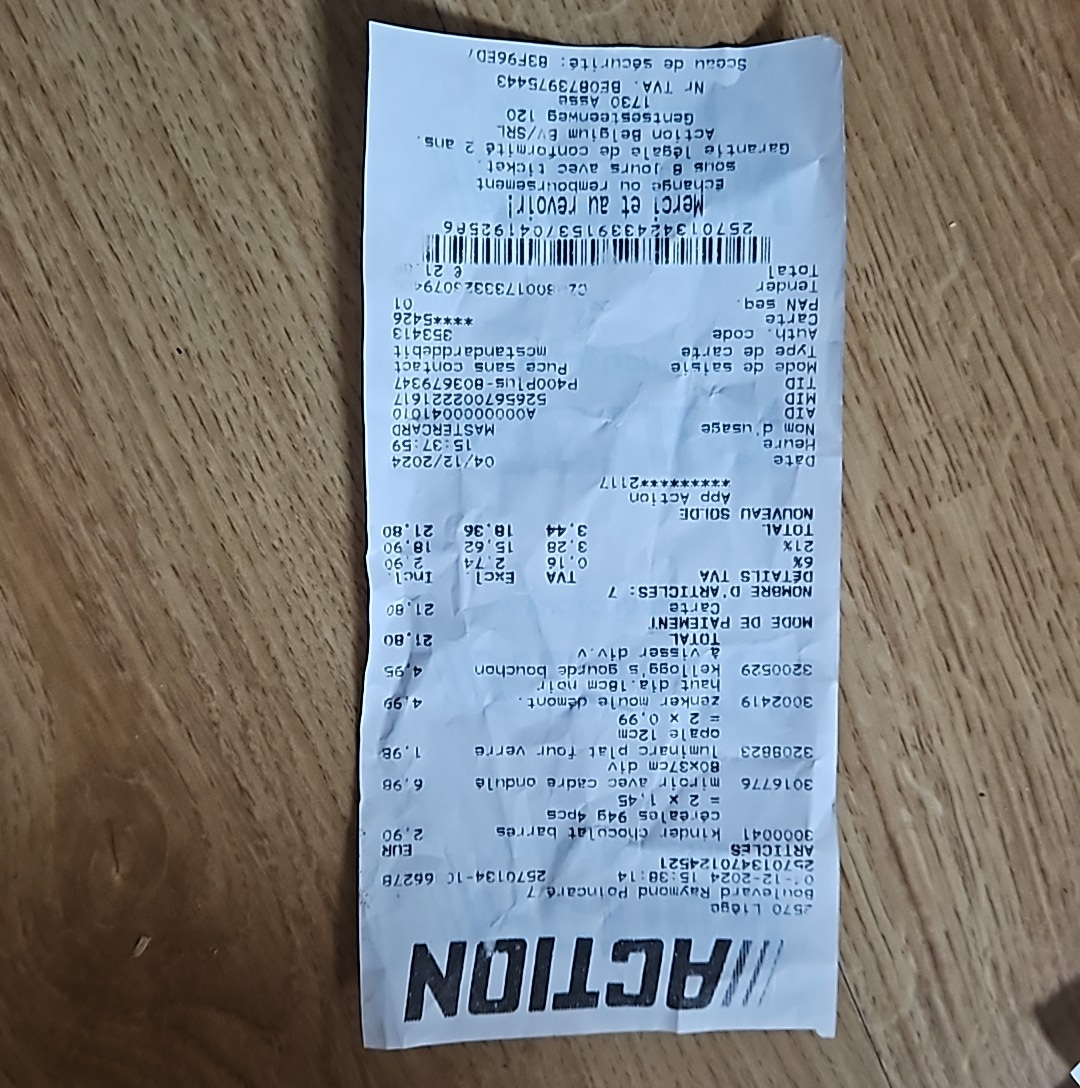 ACTION
2570 Liège
Boulevard Raymond Poincaré 7
-12-2024 15:38:14 2570134-1C 66278
257013470124521
ARTICLES EUR
3000041 kinder chocolat barres 2,90
céréales 94g 4pcs
= 2 x 1,45
3016776 miroir avec cadre ondulé 6,98
80x37cm div
3208823 luminarc plat four verre 1,98
opale 12cm
= 2 x 0,99
3002419 zenker moule démont. 4,99
haut dia.18cm noir
3200529 kellogg's gourde bouchon 4,95
à visser div.v
TOTAL 21,80
MODE DE PAIEMENT
Carte 21,80
NOMBRE D'ARTICLES: 7
DETAILS TVA TVA Excl. Incl.
6% 0,16 2,74 2,90
21% 3,28 15,62 18,90
TOTAL 3,44 18,36 21,80
NOUVEAU SOLDE
App Action
*********2117
Date 04/12/2024
Heure 15:37:59
Nom d'usage MASTERCARD
AID A0000000041010
MID 526567002221617
TID P400Plus-803679347
Mode de saisie Puce sans contact
Type de carte mcstandarddebit
Auth. code 353413
Carte ****5426
PAN seq. 01
Tender
Total € 21,
Merci et au revoir!
Echange ou remboursement
sous 8 jours avec ticket.
Garantie légale de conformité 2 ans.
Action Belgium BV/SRL
Gentsesteenweg 120
1730 Asse
Nr TVA. BE0873975443
Sceau de sécurité: B3F96ED7